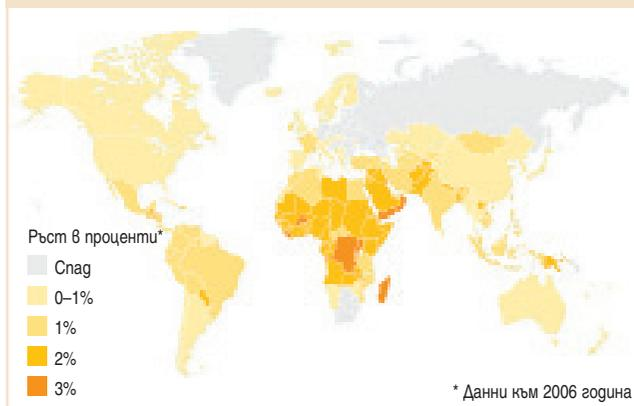 Ръст в проценти*
Спад
0–1%
1%
2%
3%
* Данни към 2006 година